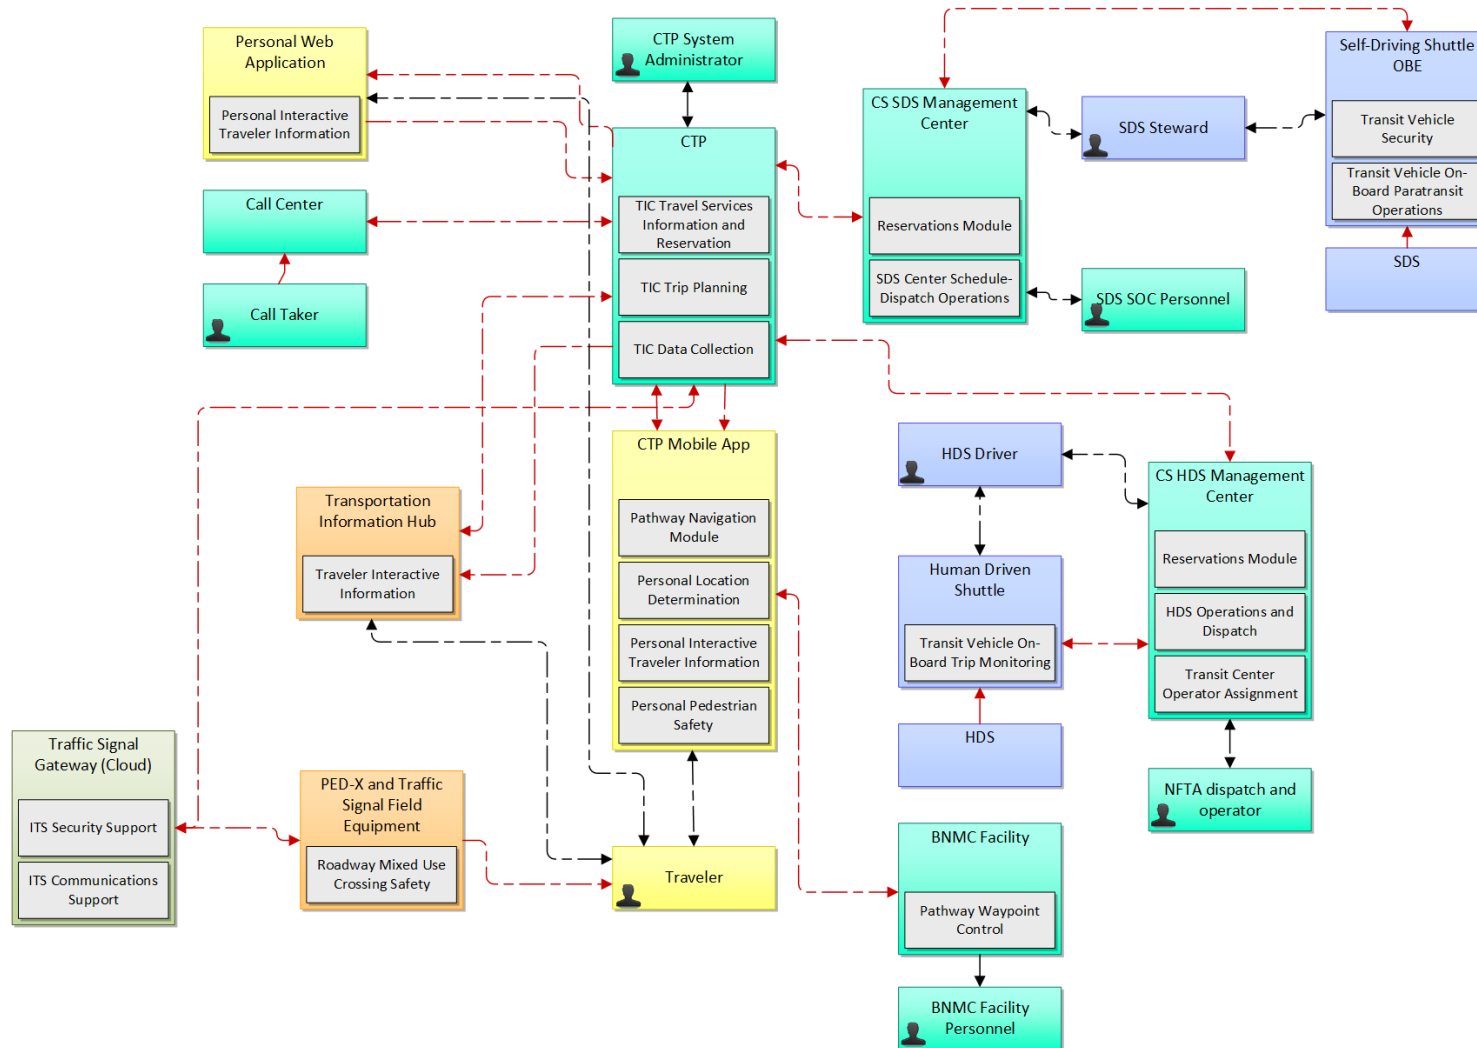 Personal Web
Application
Personal Interactive
Traveler Information
CTP System
Administrator
CS SDS Management
Center
Reservations Module
SDS Center Schedule-
Dispatch Operations
SDS Steward
Self-Driving Shuttle
OBE
Transit Vehicle
Security
Transit Vehicle On-
Board Paratransit
Operations
SDS
SDS SOC Personnel
Call Center
Call Taker
CTP
TIC Travel Services
Information and
Reservation
TIC Trip Planning
TIC Data Collection
CTP Mobile App
Pathway Navigation
Module
Personal Location
Determination
Personal Interactive
Traveler Information
Personal Pedestrian
Safety
Transportation
Information Hub
Traveler Interactive
Information
HDS Driver
Human Driven
Shuttle
Transit Vehicle On-
Board Trip Monitoring
HDS
CS HDS Management
Center
Reservations Module
HDS Operations and
Dispatch
Transit Center
Operator Assignment
NFTA dispatch and
operator
Traffic Signal
Gateway (Cloud)
ITS Security Support
ITS Communications
Support
PED-X and Traffic
Signal Field
Equipment
Roadway Mixed Use
Crossing Safety
Traveler
BNMC Facility
Pathway Waypoint
Control
BNMC Facility
Personnel